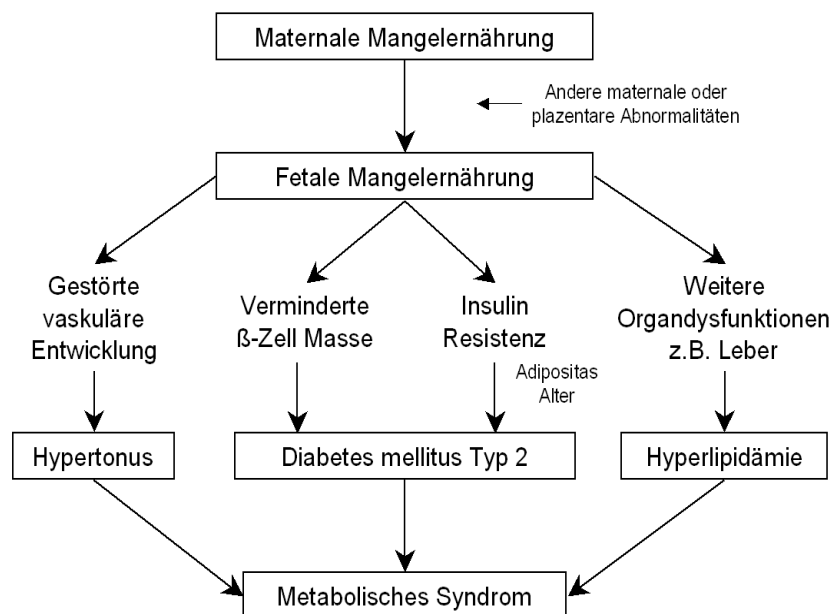 Maternale Mangelernährung
Andere maternale oder
plazentare Abnormalitäten
Fetale Mangelernährung
Gestörte
vaskuläre
Entwicklung
Verminderte
ß-Zell Masse
Insulin
Resistenz
Weitere
Organdysfunktionen
z.B. Leber
Adipositas
Alter
Hypertonus
Diabetes mellitus Typ 2
Hyperlipidämie
Metabolisches Syndrom